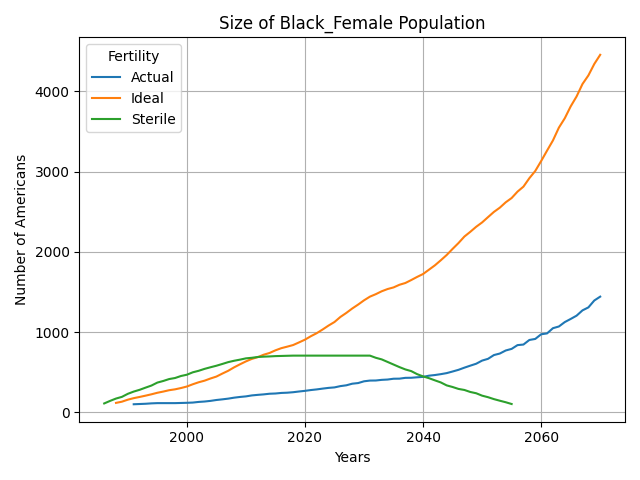 Size of Black_Female Population
Fertility
Actual
Ideal
Sterile
Number of Americans
4000
3000
2000
1000
0
2000
2020
2040
2060
Years